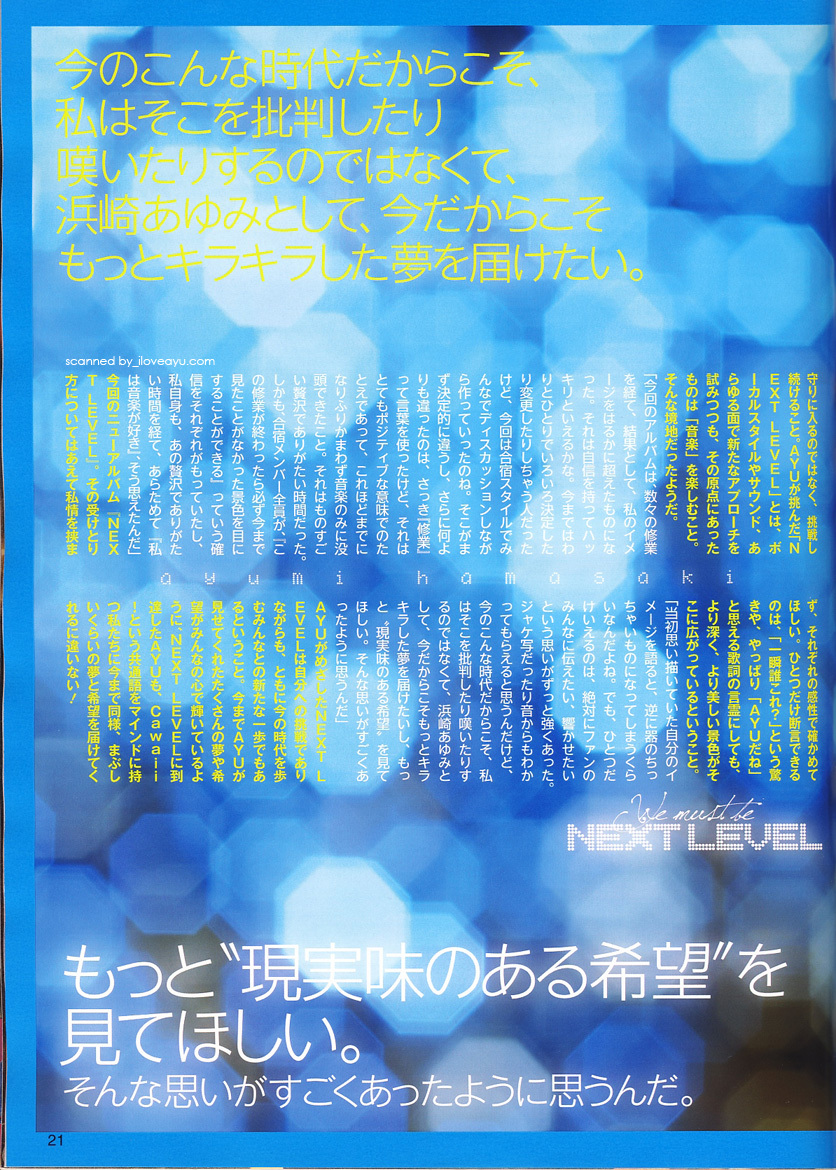 今のこんな時代だからこそ、
私はそこを批判したり
嘆いたりするのではなくて、
浜崎あゆみとして、今だからこそ
もっとキラキラした夢を届けたい。
scanned by_iloveayu.com
守りに入るのではなく、挑戦し
続けること。AYUが挑んだ「N
EXT LEVEL」とは、ボ
ーカルスタイルやサウンド、あ
らゆる面で新たなアプローチを
試みつつも、その原点にあった
ものは「音楽」を楽しむこと。
そんな境地だったようだ。
「今回のアルバムは、数々の修業
を経て、結果として、私のイメ
ージをはるかに超えたものにな
った。それは自信を持ってハッ
キリといえるかな。今まではわ
りとひとりでいろいろ決定した
り変更したりしちゃう人だった
けど、今回は合宿スタイルでみ
んなでディスカッションしなが
ら作っていったのね。そこがま
ず決定的に違うし、さらに何よ
りも違ったのは、さっき「修業」
って言葉を使ったけど、それは
とてもポジティブな意味でのた
とえであって、これほどまでに
なりふりかまわず音楽のみに没
頭できたこと。それはものすご
い贅沢でありがたい時間だった。
しかも、合宿メンバー全員が、『こ
の修業が終わったら必ず今まで
見たことがなかった景色を目に
することができる』っていう確
信をそれぞれがもっていたし、
私自身も、あの贅沢でありがた
い時間を経て、あらためて『私
は音楽が好き』、そう思えたんだ」
今回のニューアルバム『NEX
T LEVEL』。その受けとり
方についてはあえて私情を挟ま
ayumi hamasaki
ず、それぞれの感性で確かめて
ほしい。ひとつだけ断言できる
のは、「一瞬誰これ?」という驚
きや、やっぱり「AYUだね」
と思える歌詞の言霊にしても、
より深く、より美しい景色がそ
こに広がっているということ。
「当初思い描いていた自分のイ
メージを語ると、逆に器のちっ
ちゃいものになってしまうくら
いなんだよね。でも、ひとつだ
けいえるのは、絶対にファンの
みんなに伝えたい、響かせたい
という思いがずっと強くあった。
ジャケ写だったり音からもわか
ってもらえると思うんだけど、
今のこんな時代だからこそ、私
はそこを批判したり嘆いたりす
るのではなくて、浜崎あゆみと
して、今だからこそもっとキラ
キラした夢を届けたいし、もっ
と〝現実味のある希望〟を見て
ほしい。そんな思いがすごくあ
ったように思うんだ」
AYUがめざしたNEXT L
EVELは自分への挑戦であり
ながらも、ともに今の時代を歩
むみんなとの新たな一歩でもあ
るということ。今までAYUが
見せてくれたたくさんの夢や希
望がみんなの心で輝いているよ
うに、NEXT LEVELに到
達したAYUも、Cawaii
!という共通語をマインドに持
つ私たちに今まで同様、まぶし
いくらいの夢と希望を届けてく
れるに違いない!
We must be
NEXT LEVEL
もっと〝現実味のある希望〟を
見てほしい。
そんな思いがすごくあったように思うんだ。
21